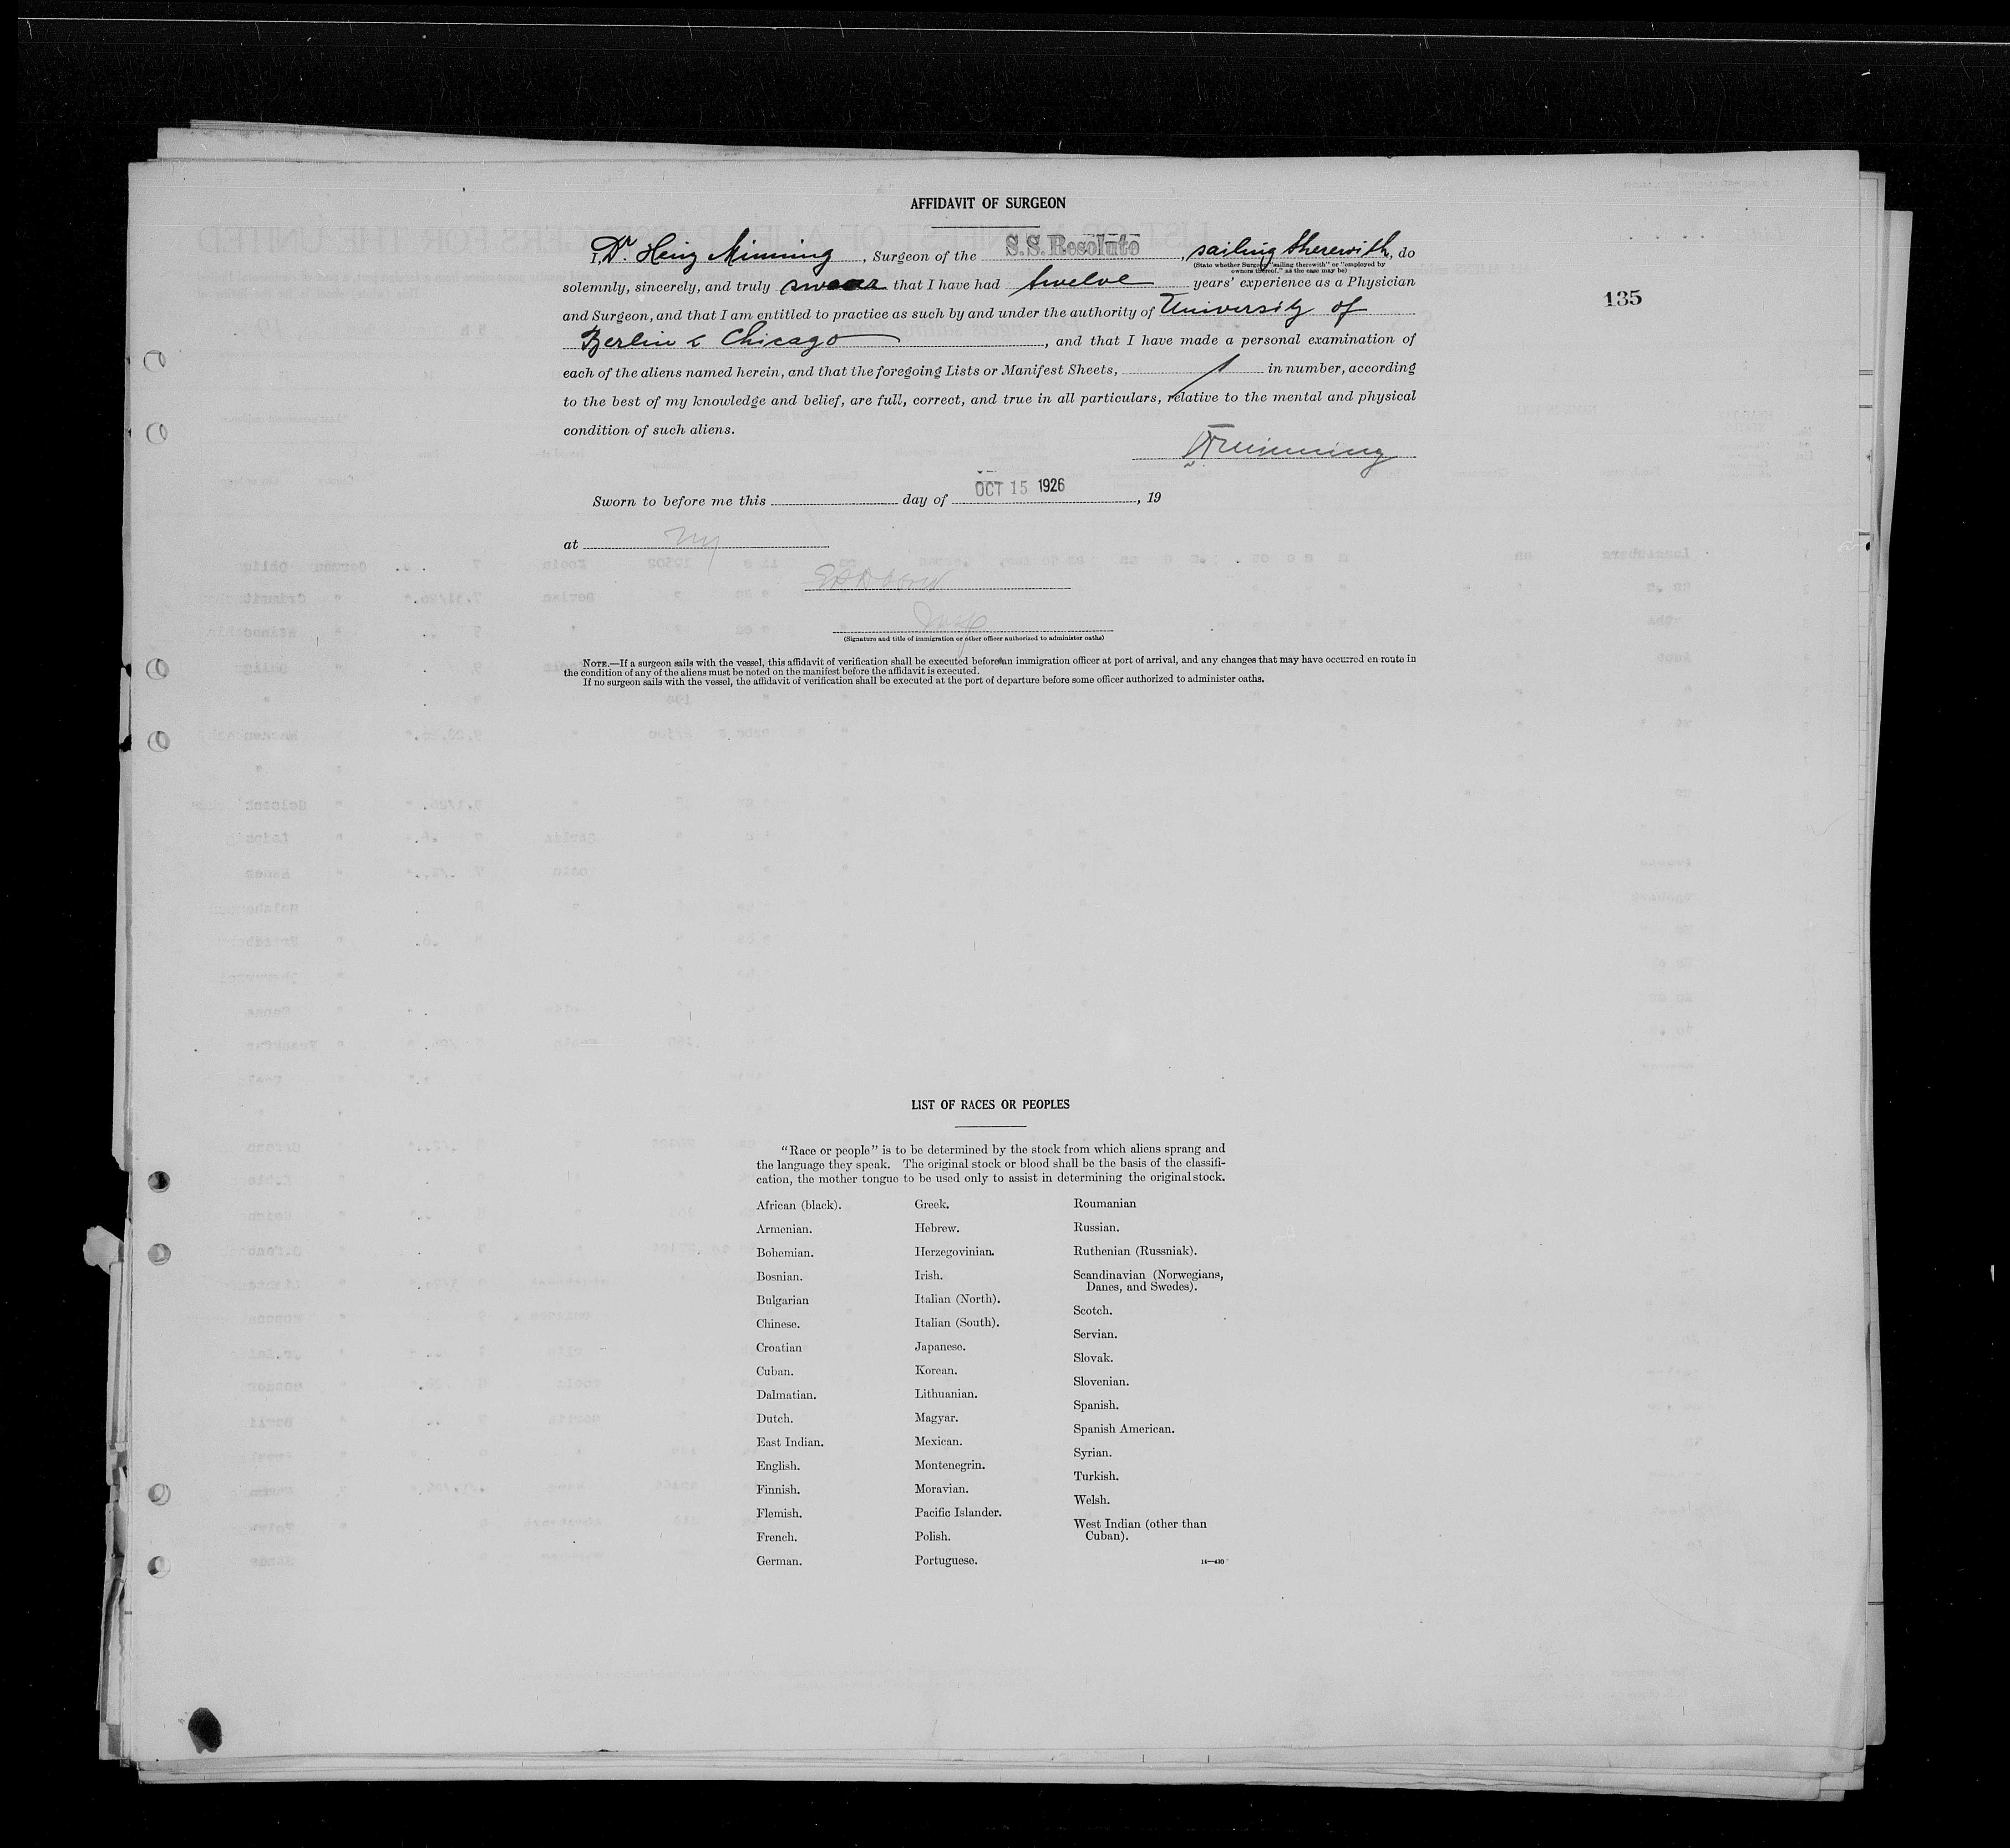 AFFIDAVIT OF SURGEON
I, Dr. Heinz Minning, Surgeon of the S.S. Resolute, sailing therewith, do
(State whether Surgeon "sailing therewith" or "employed by
owners thereof," as the case may be)
solemnly, sincerely, and truly swear that I have had twelve years' experience as a Physician
135
and Surgeon, and that I am entitled to practice as such by and under the authority of University of
Berlin & Chicago, and that I have made a personal examination of
each of the aliens named herein, and that the foregoing Lists or Manifest Sheets, 1 in number, according
to the best of my knowledge and belief, are full, correct, and true in all particulars, relative to the mental and physical
condition of such aliens.
Minning
Sworn to before me this day of OCT 15 1926, 19
at NY
(Signature and title of immigration or other officer authorized to administer oaths)
NOTE.—If a surgeon sails with the vessel, this affidavit of verification shall be executed before an immigration officer at port of arrival, and any changes that may have occurred en route in
the condition of any of the aliens must be noted on the manifest before the affidavit is executed.
If no surgeon sails with the vessel, the affidavit of verification shall be executed at the port of departure before some officer authorized to administer oaths.
LIST OF RACES OR PEOPLES
"Race or people" is to be determined by the stock from which aliens sprang and
the language they speak. The original stock or blood shall be the basis of the classifi-
cation, the mother tongue to be used only to assist in determining the original stock.
African (black).
Armenian.
Bohemian.
Bosnian.
Bulgarian
Chinese.
Croatian
Cuban.
Dalmatian.
Dutch.
East Indian.
English.
Finnish.
Flemish.
French.
German.
Greek.
Hebrew.
Herzegovinian.
Irish.
Italian (North).
Italian (South).
Japanese.
Korean.
Lithuanian.
Magyar.
Mexican.
Montenegrin.
Moravian.
Pacific Islander.
Polish.
Portuguese.
Roumanian
Russian.
Ruthenian (Russniak).
Scandinavian (Norwegians,
Danes, and Swedes).
Scotch.
Servian.
Slovak.
Slovenian.
Spanish.
Spanish American.
Syrian.
Turkish.
Welsh.
West Indian (other than
Cuban).
14—430